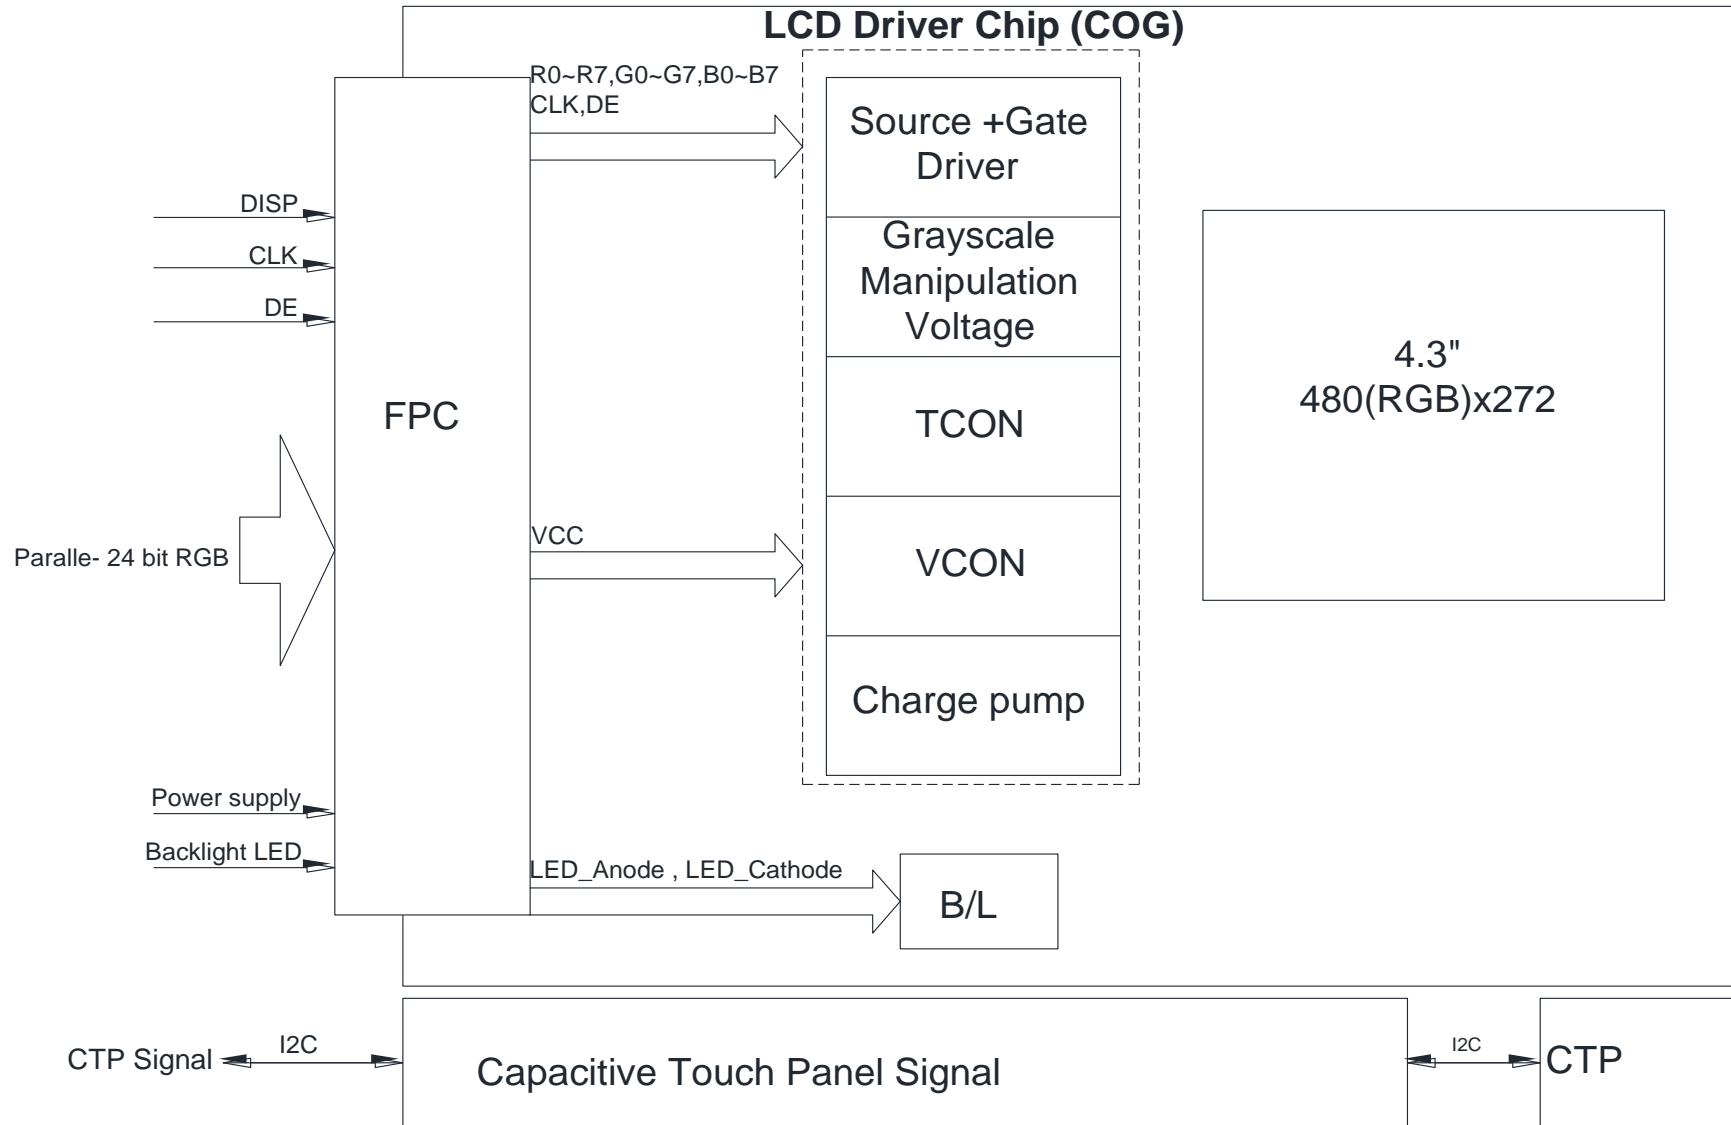 LCD Driver Chip (COG)
R0~R7,G0~G7,B0~B7
CLK,DE
Source +Gate
Driver
DISP
Grayscale
Manipulation
Voltage
CLK
DE
4.3"
480(RGB)x272
FPC
TCON
VCC
Paralle- 24 bit RGB
VCON
Charge pump
Power supply
Backlight LED
LED_Anode , LED_Cathode
B/L
CTP Signal
I2C
Capacitive Touch Panel Signal
I2C
CTP